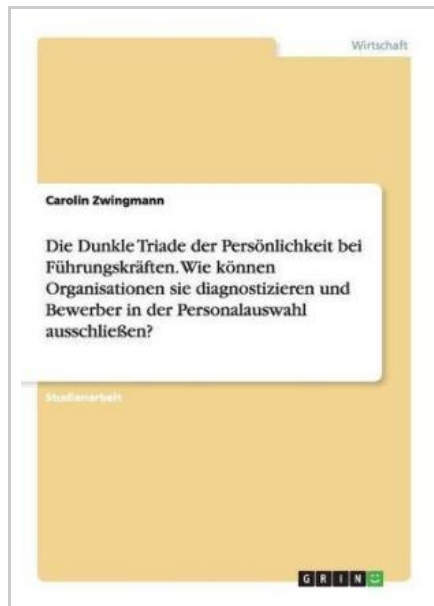 Wirtschaft
Carolin Zwingmann
Die Dunkle Triade der Persönlichkeit bei
Führungskräften. Wie können
Organisationen sie diagnostizieren und
Bewerber in der Personalauswahl
ausschließen?
Studienarbeit
GRIN